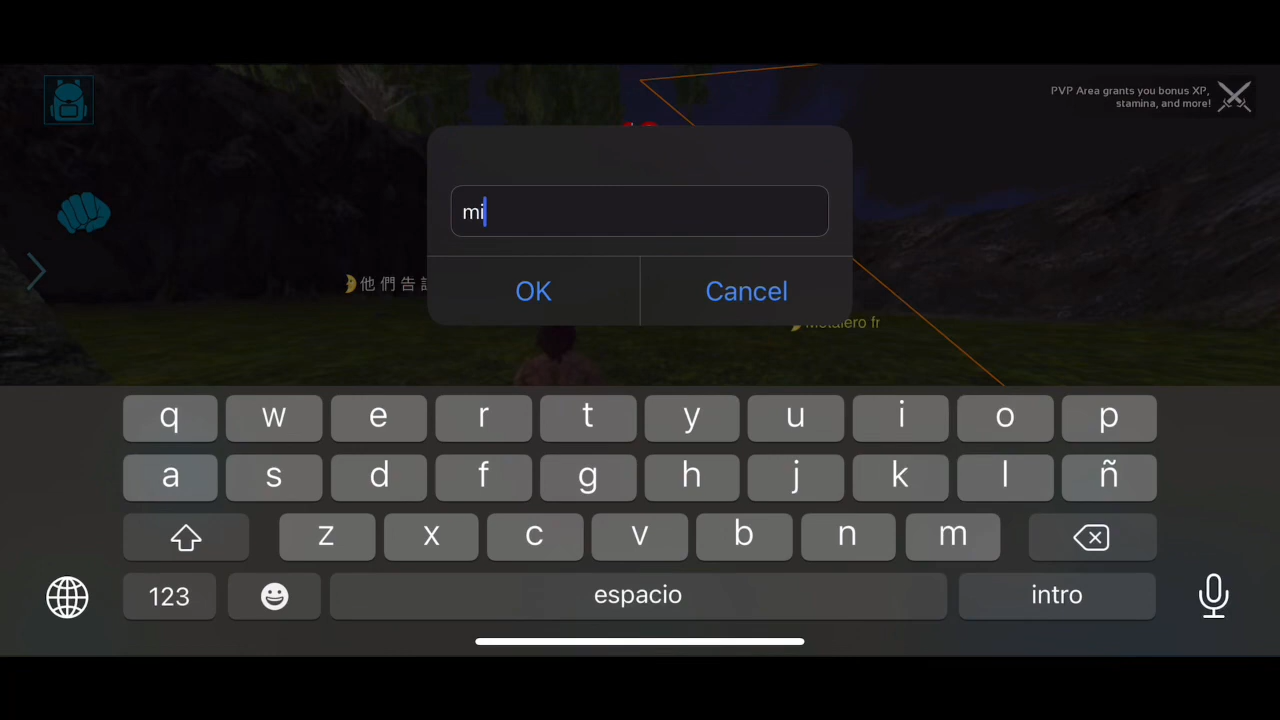 PVP Area grants you bonus XP,
stamina, and more!
mi
他們告
OK Cancel
Metalero fr
q w e r t y u i o p
a s d f g h j k l ñ
z x c v b n m
123 espacio intro